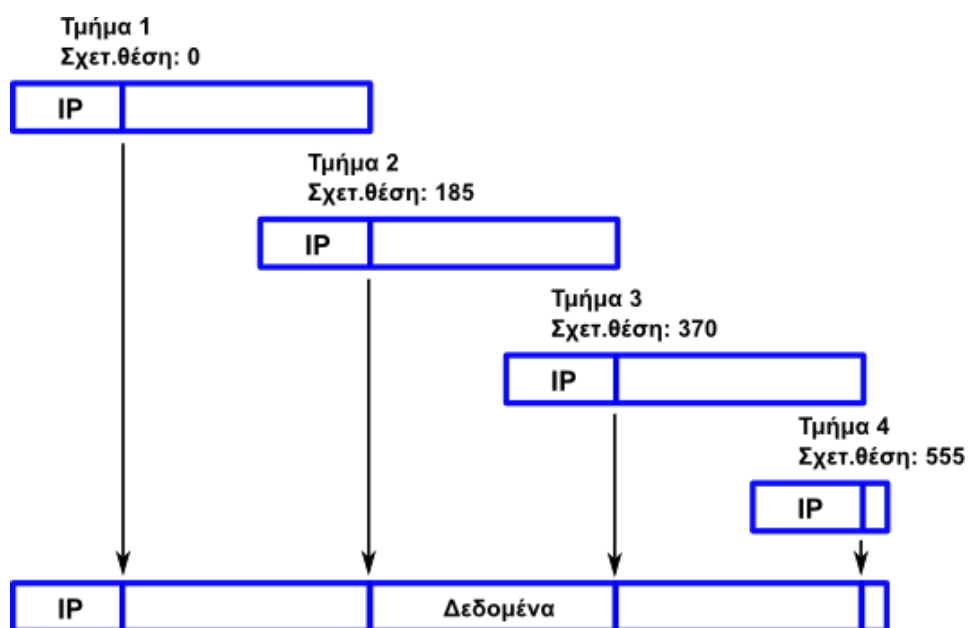 Τμήμα 1
Σχετ.θέση: 0
IP
Τμήμα 2
Σχετ.θέση: 185
IP
Τμήμα 3
Σχετ.θέση: 370
IP
Τμήμα 4
Σχετ.θέση: 555
IP
IP
Δεδομένα